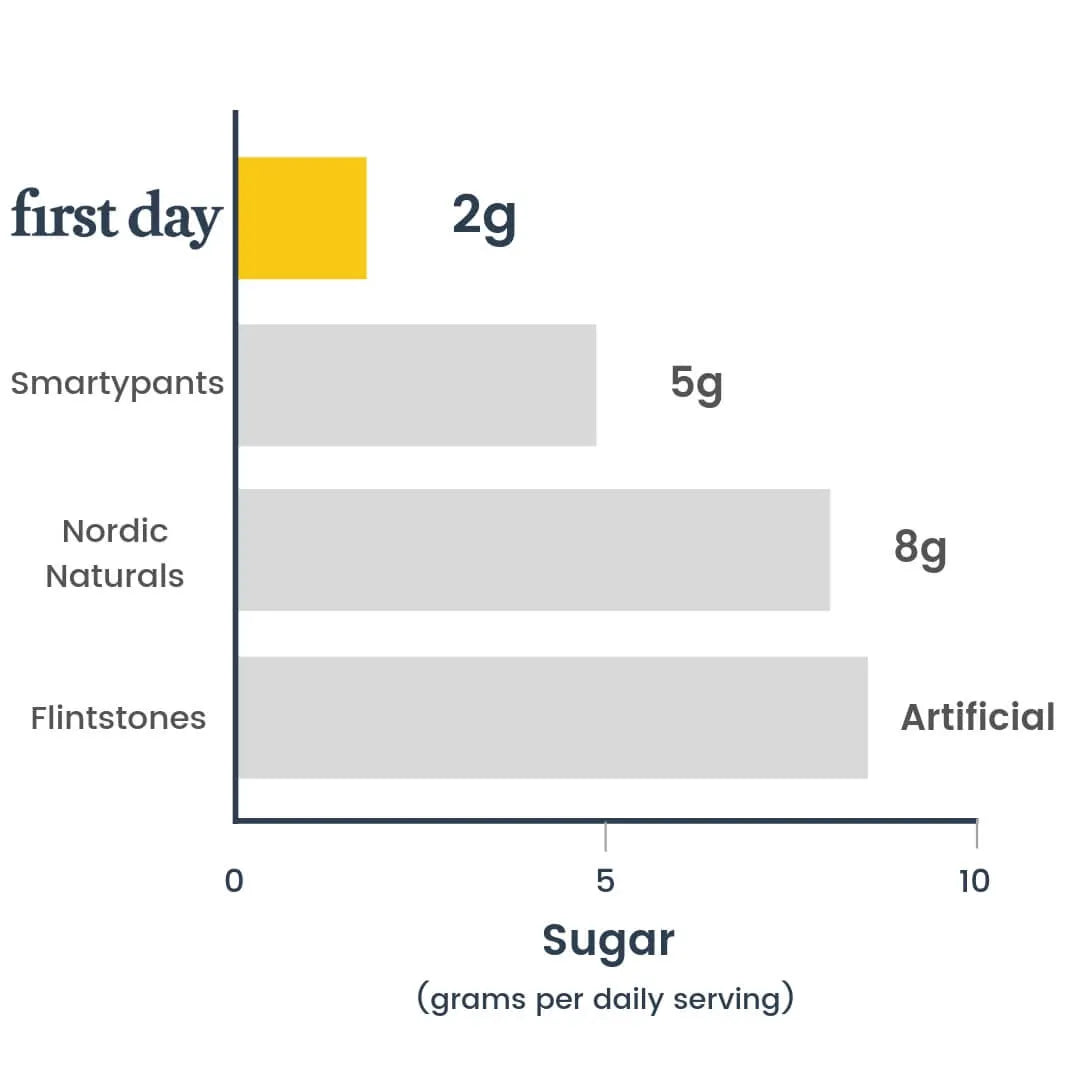 first day
2g
Smartypants
5g
Nordic
Naturals
8g
Flintstones
Artificial
0
5
10
Sugar
(grams per daily serving)